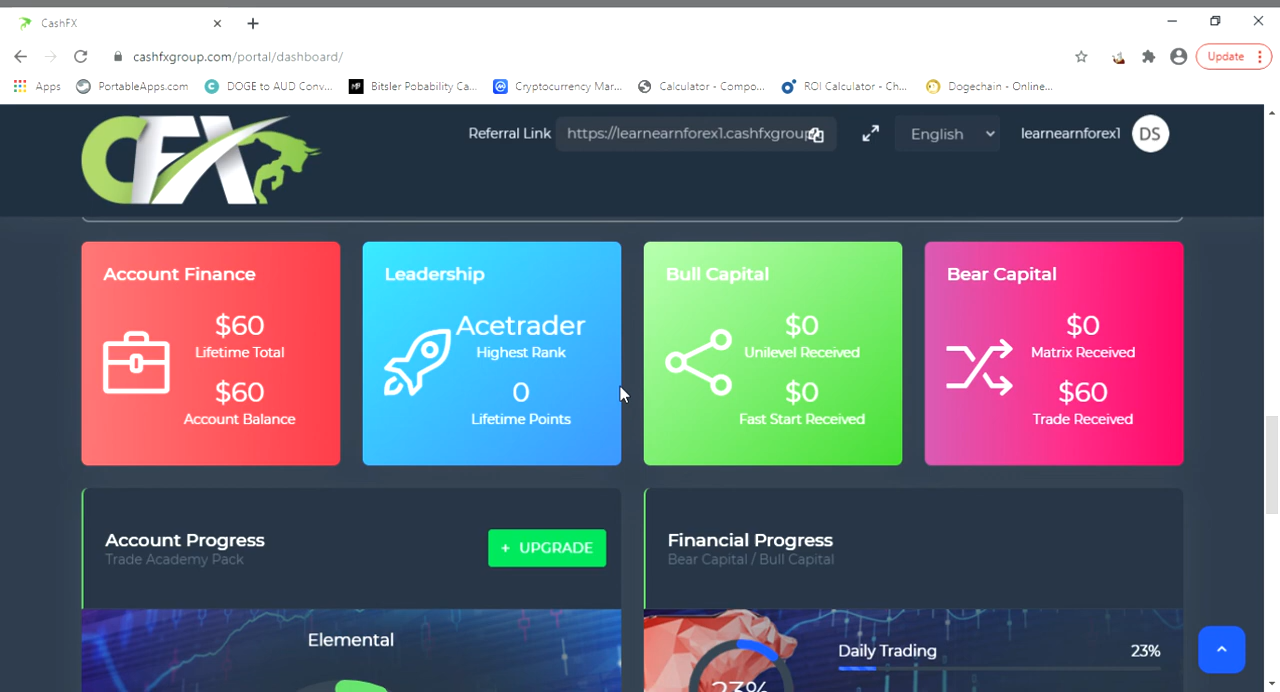 CashFX
cashfxgroup.com/portal/dashboard/
Update
Apps PortableApps.com DOGE to AUD Conv... Bitsler Pobability Ca... Cryptocurrency Mar... Calculator - Compo... ROI Calculator - Ch... Dogechain - Online...
CFX
Referral Link https://learnearnforex1.cashfxgroup English learnearnforex1 DS
Account Finance
$60
Lifetime Total
$60
Account Balance
Leadership
Acetrader
Highest Rank
0
Lifetime Points
Bull Capital
$0
Unilevel Received
$0
Fast Start Received
Bear Capital
$0
Matrix Received
$60
Trade Received
Account Progress
Trade Academy Pack
+ UPGRADE
Elemental
Financial Progress
Bear Capital / Bull Capital
Daily Trading 23%
23%